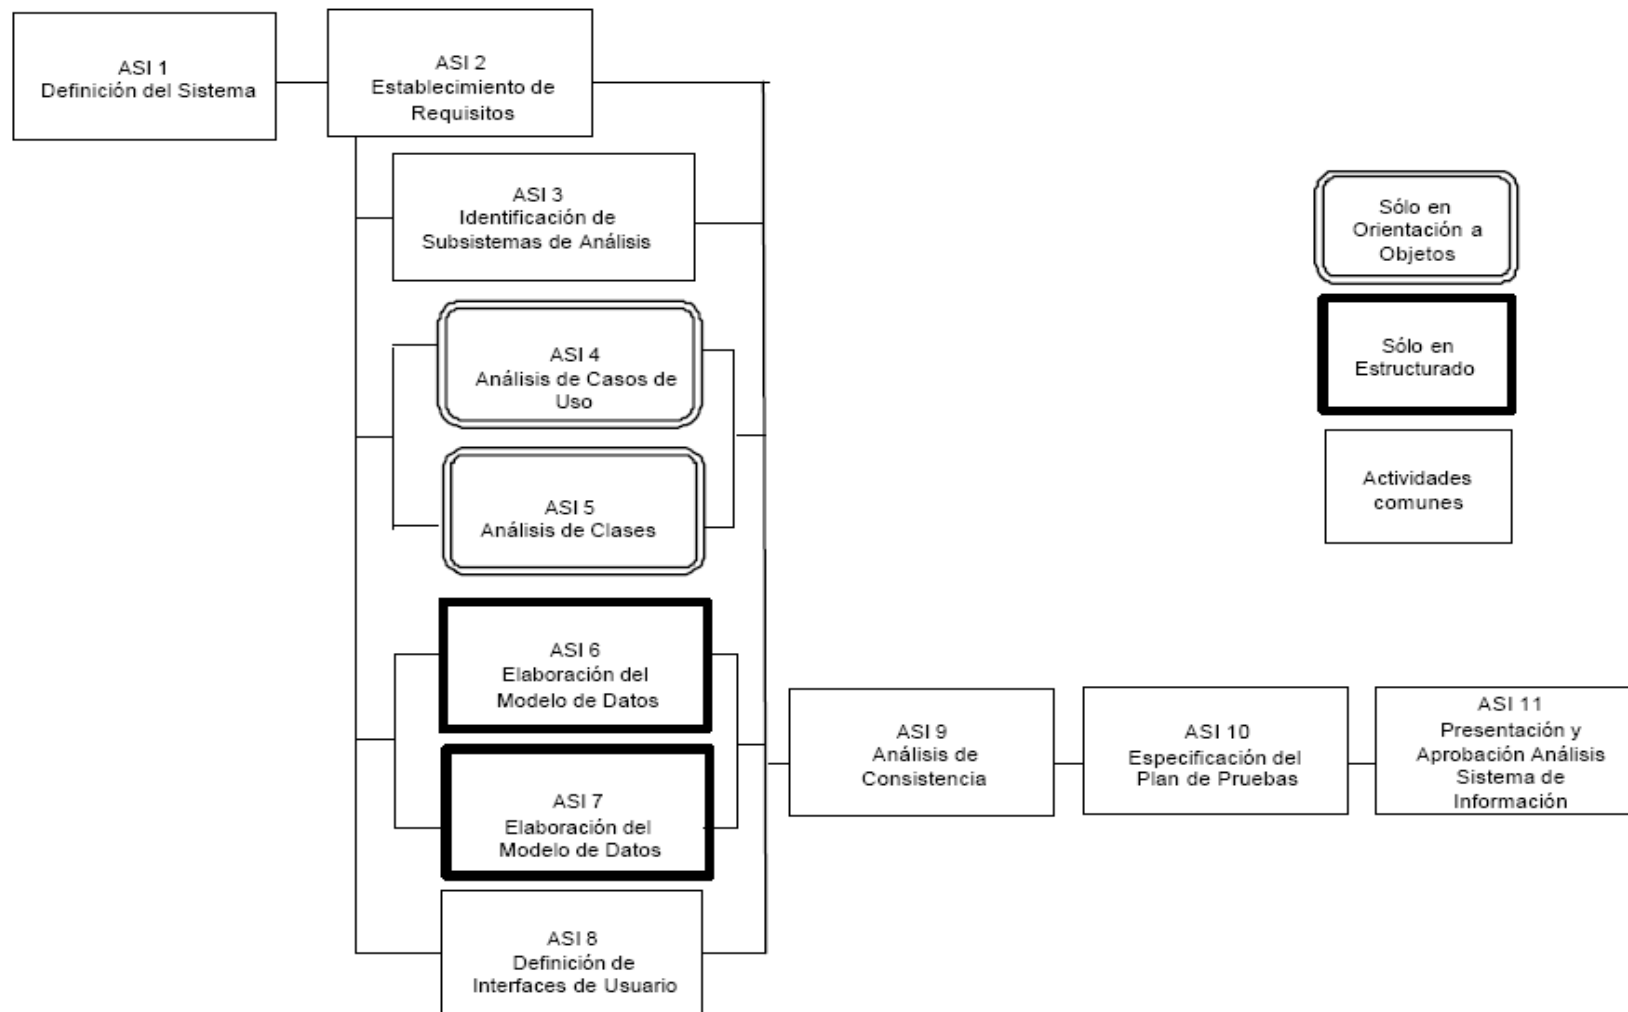 ASI 1
Definición del Sistema
ASI 2
Establecimiento de
Requisitos
ASI 3
Identificación de
Subsistemas de Análisis
ASI 4
Análisis de Casos de
Uso
ASI 5
Análisis de Clases
ASI 6
Elaboración del
Modelo de Datos
ASI 7
Elaboración del
Modelo de Datos
ASI 8
Definición de
Interfaces de Usuario
ASI 9
Análisis de
Consistencia
ASI 10
Especificación del
Plan de Pruebas
ASI 11
Presentación y
Aprobación Análisis
Sistema de
Información
Sólo en
Orientación a
Objetos
Sólo en
Estructurado
Actividades
comunes